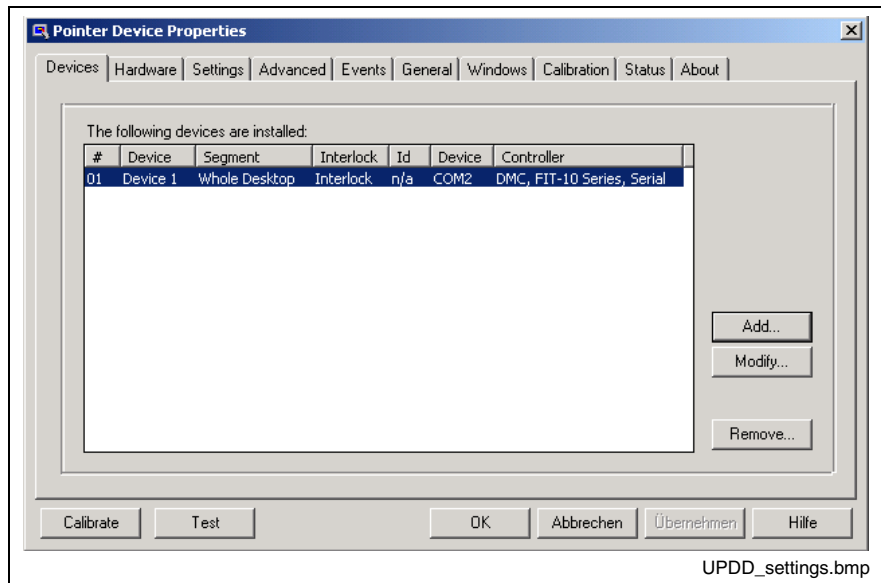 Pointer Device Properties
Devices Hardware Settings Advanced Events General Windows Calibration Status About
The following devices are installed:
# Device Segment Interlock Id Device Controller
01 Device 1 Whole Desktop Interlock n/a COM2 DMC, FIT-10 Series, Serial
Add...
Modify...
Remove...
Calibrate Test OK Abbrechen Übernehmen Hilfe
UPDD_settings.bmp